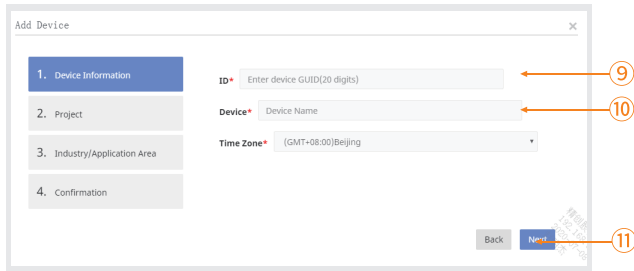 Add Device
×
1. Device Information
ID* Enter device GUID(20 digits)
⑨
2. Project
Device* Device Name
⑩
3. Industry/Application Area
Time Zone* (GMT+08:00)Beijing
4. Confirmation
Back Next
⑪